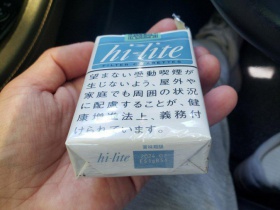 hi-lite
FILTER CIGARETTES
望まない受動喫煙が
生じないよう、屋外や
家庭でも周囲の状況
に配慮することが、健
康増進法上、義務付
けられています。
hi-lite